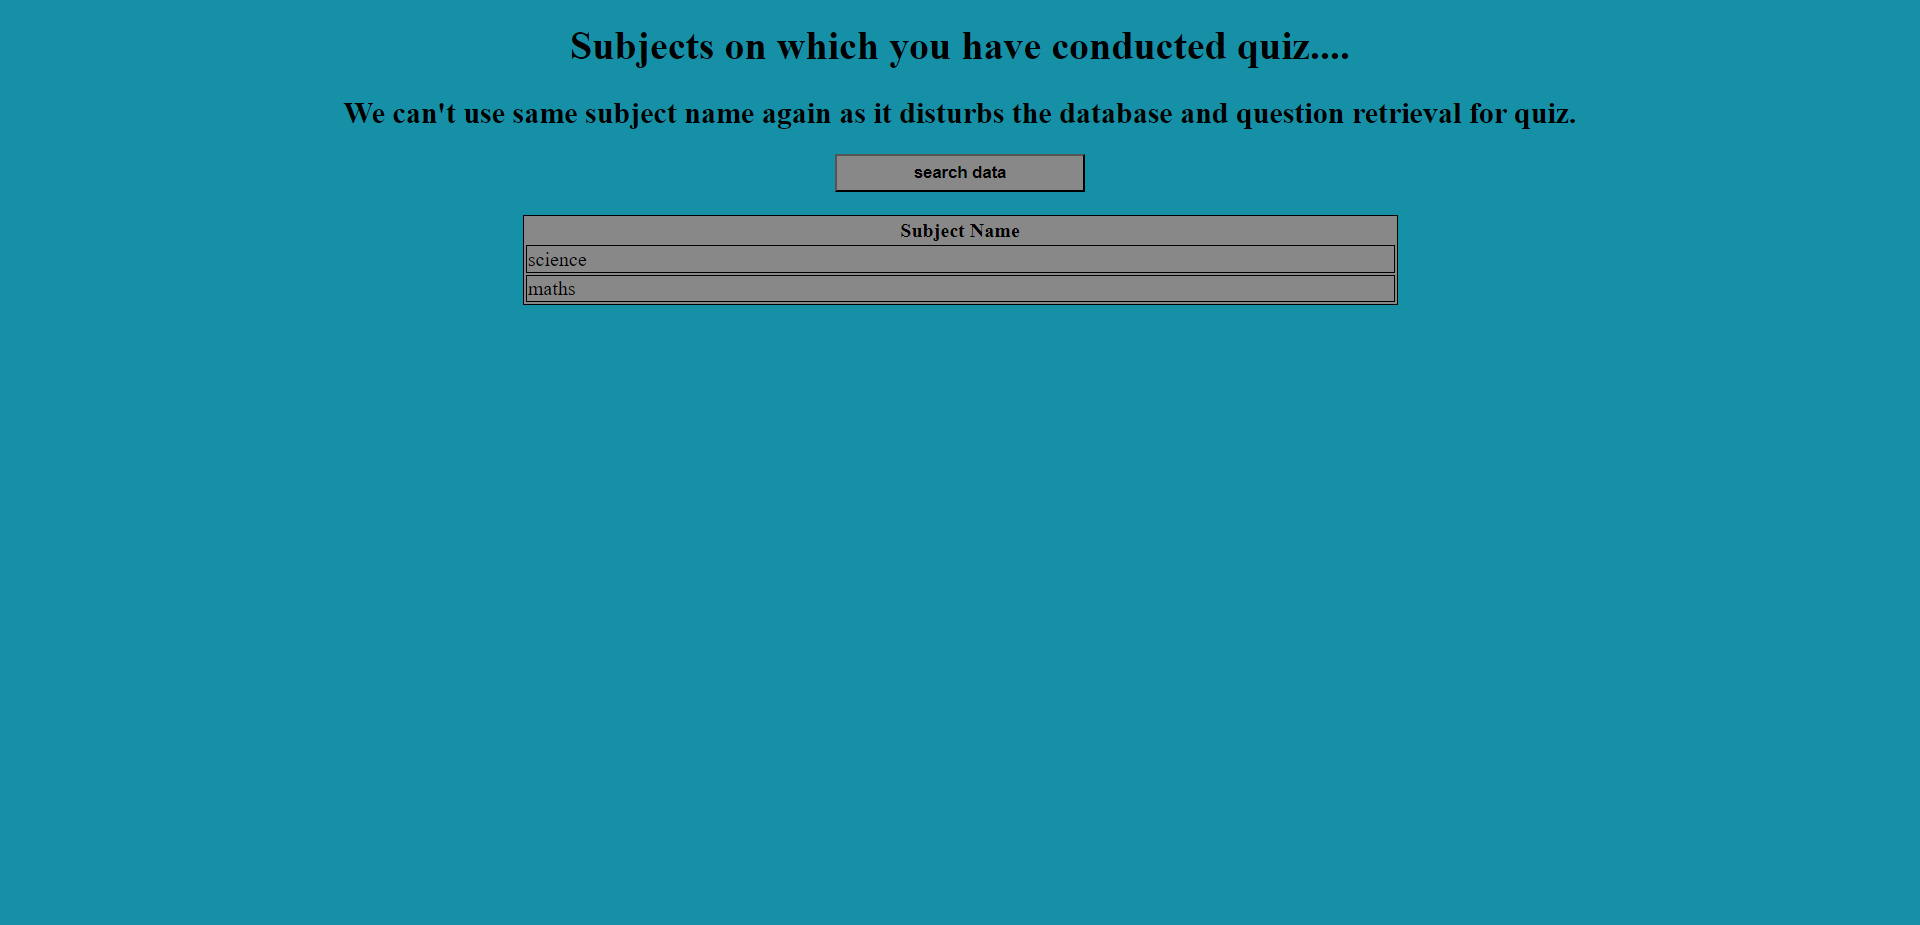 Subjects on which you have conducted quiz....
We can't use same subject name again as it disturbs the database and question retrieval for quiz.
search data
Subject Name
science
maths